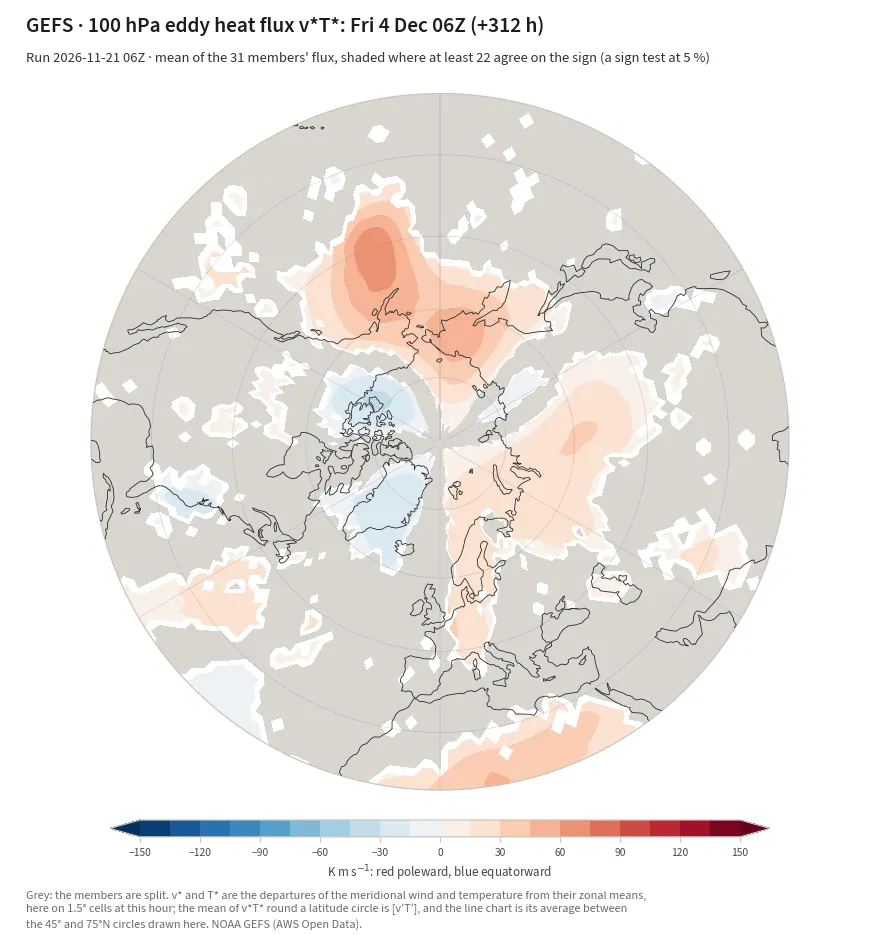 GEFS · 100 hPa eddy heat flux v*T*: Fri 4 Dec 06Z (+312 h)
Run 2026-11-21 06Z · mean of the 31 members' flux, shaded where at least 22 agree on the sign (a sign test at 5 %)
−150 −120 −90 −60 −30 0 30 60 90 120 150
K m s⁻¹: red poleward, blue equatorward
Grey: the members are split. v* and T* are the departures of the meridional wind and temperature from their zonal means,
here on 1.5° cells at this hour; the mean of v*T* round a latitude circle is [v'T'], and the line chart is its average between
the 45° and 75°N circles drawn here. NOAA GEFS (AWS Open Data).